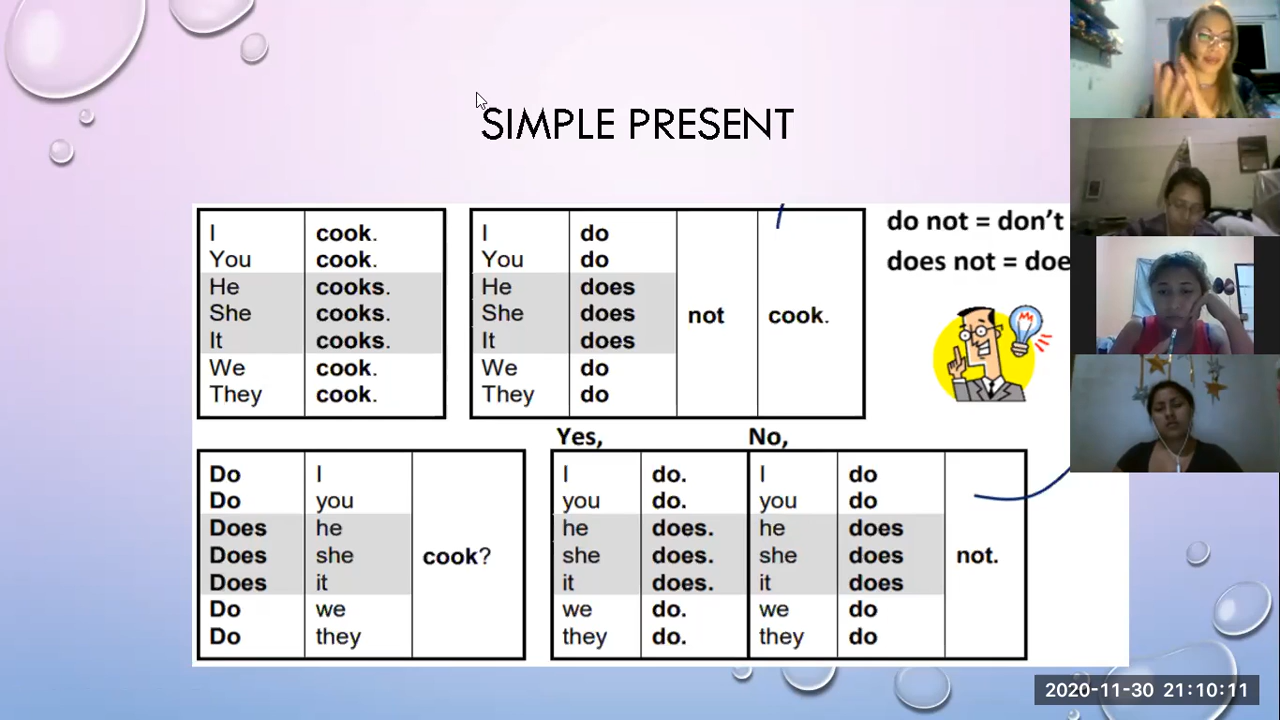 SIMPLE PRESENT
I cook.
You cook.
He cooks.
She cooks.
It cooks.
We cook.
They cook.
I do
You do
He does
She does not cook.
It does
We do
They do
do not = don't
does not = doe
Do I
Do you
Does he
Does she cook?
Does it
Do we
Do they
Yes, No,
I do. I do
you do. you do
he does. he does
she does. she does not.
it does. it does
we do. we do
they do. they do
2020-11-30 21:10:11